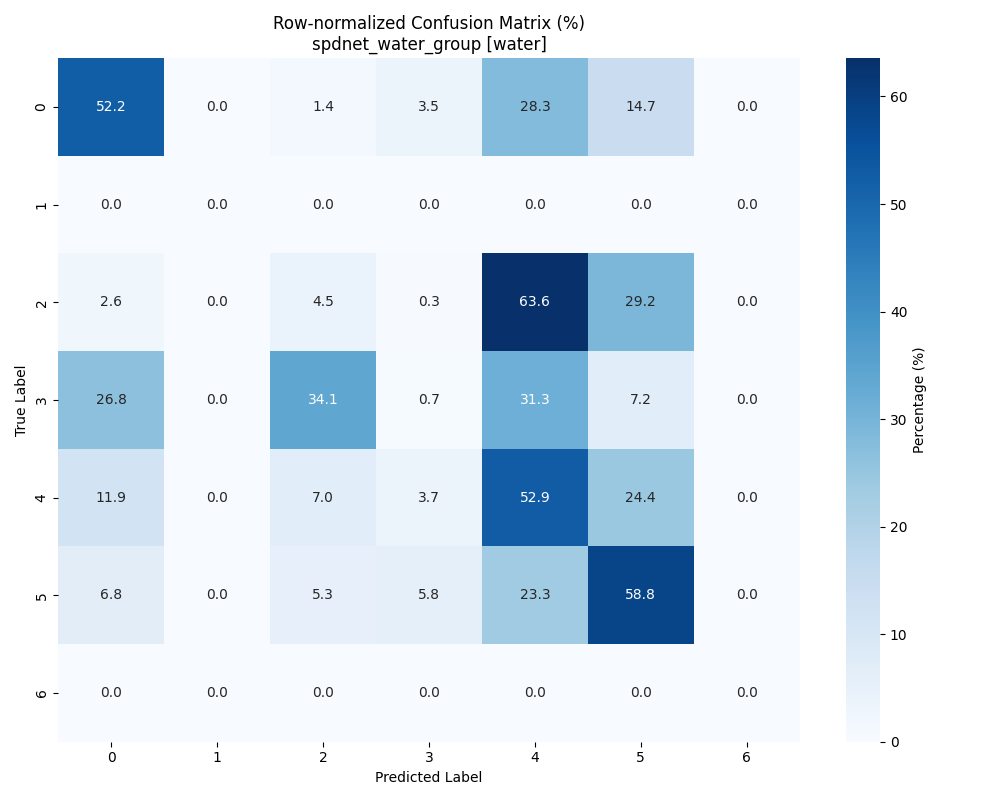 Row-normalized Confusion Matrix (%)
spdnet_water_group [water]
0 52.2 0.0 1.4 3.5 28.3 14.7 0.0
1 0.0 0.0 0.0 0.0 0.0 0.0 0.0
2 2.6 0.0 4.5 0.3 63.6 29.2 0.0
3 26.8 0.0 34.1 0.7 31.3 7.2 0.0
4 11.9 0.0 7.0 3.7 52.9 24.4 0.0
5 6.8 0.0 5.3 5.8 23.3 58.8 0.0
6 0.0 0.0 0.0 0.0 0.0 0.0 0.0
0 1 2 3 4 5 6
Predicted Label
True Label
60
50
40
30
20
10
0
Percentage (%)